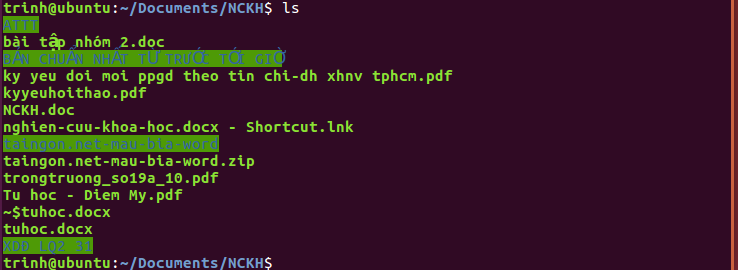 trinh@ubuntu:~/Documents/NCKH$ ls
ATTT
bài tập nhóm 2.doc
BẢN CHUẨN NHẤT TỪ TRƯỚC TỚI GIỜ
ky yeu doi moi ppgd theo tin chi-dh xhnv tphcm.pdf
kyyeuhoithao.pdf
NCKH.doc
nghien-cuu-khoa-hoc.docx - Shortcut.lnk
taingon.net-mau-bia-word
taingon.net-mau-bia-word.zip
trongtruong_so19a_10.pdf
Tu hoc - Diem My.pdf
~$tuhoc.docx
tuhoc.docx
XDĐ LQ2 31
trinh@ubuntu:~/Documents/NCKH$